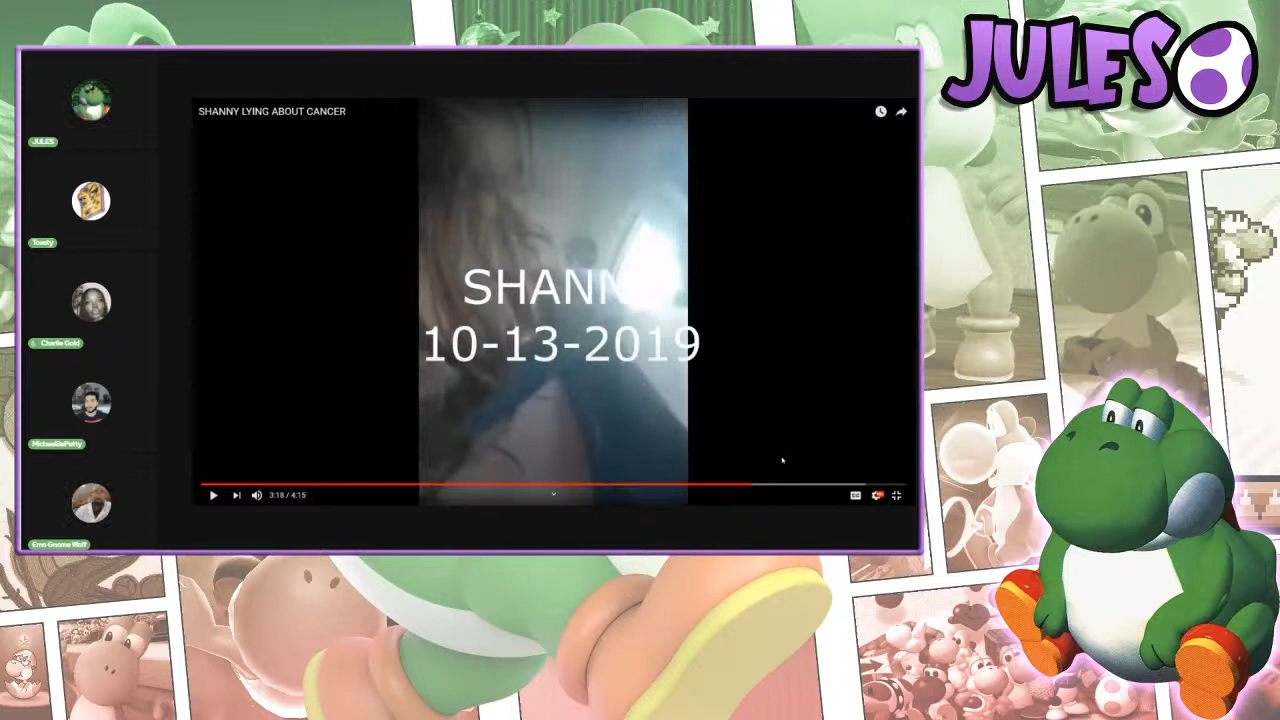 JULES
SHANNY LYING ABOUT CANCER
JULES
Toasty
SHANN
10-13-2019
Charlie Gold
MichaelBePetty
3:18 / 4:15
CC
Emo Gnome Wolf